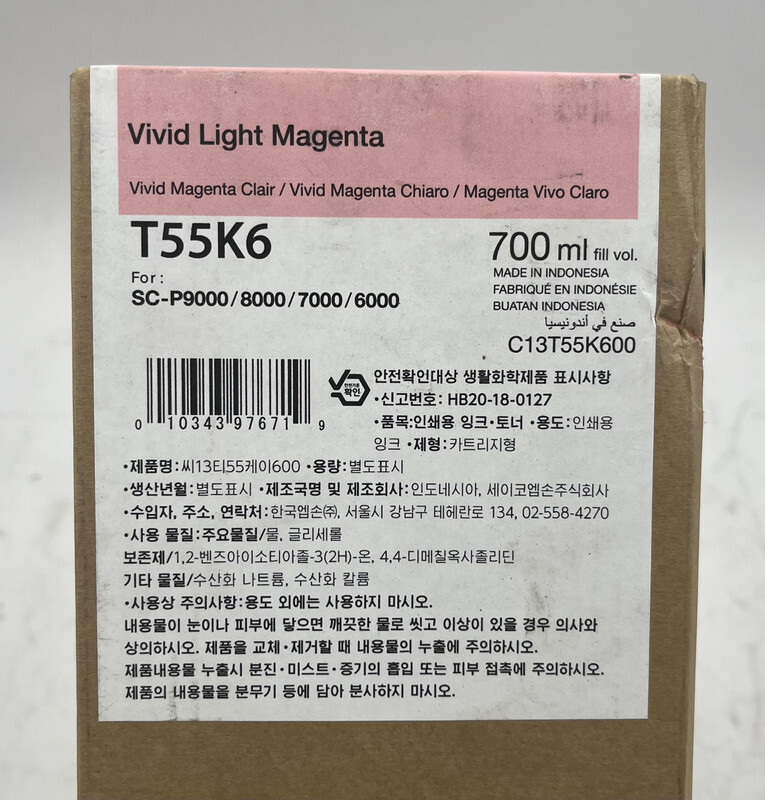 Vivid Light Magenta
Vivid Magenta Clair / Vivid Magenta Chiaro / Magenta Vivo Claro
T55K6
700 ml fill vol.
For :
SC-P9000/8000/7000/6000
MADE IN INDONESIA
FABRIQUÉ EN INDONÉSIE
BUATAN INDONESIA
صنع في أندونيسيا
C13T55K600
0 10343 97671 9
안전기준
확인
안전확인대상 생활화학제품 표시사항
•신고번호: HB20-18-0127
•품목:인쇄용 잉크•토너 •용도:인쇄용
잉크 •제형:카트리지형
•제품명:씨13티55케이600 •용량:별도표시
•생산년월:별도표시 •제조국명 및 제조회사:인도네시아, 세이코엡손주식회사
•수입자, 주소, 연락처:한국엡손㈜, 서울시 강남구 테헤란로 134, 02-558-4270
•사용 물질:주요물질/물, 글리세롤
보존제/1,2-벤즈아이소티아졸-3(2H)-온, 4,4-디메칠옥사졸리딘
기타 물질/수산화 나트륨, 수산화 칼륨
•사용상 주의사항:용도 외에는 사용하지 마시오.
내용물이 눈이나 피부에 닿으면 깨끗한 물로 씻고 이상이 있을 경우 의사와
상의하시오. 제품을 교체•제거할 때 내용물의 누출에 주의하시오.
제품내용물 누출시 분진•미스트•증기의 흡입 또는 피부 접촉에 주의하시오.
제품의 내용물을 분무기 등에 담아 분사하지 마시오.